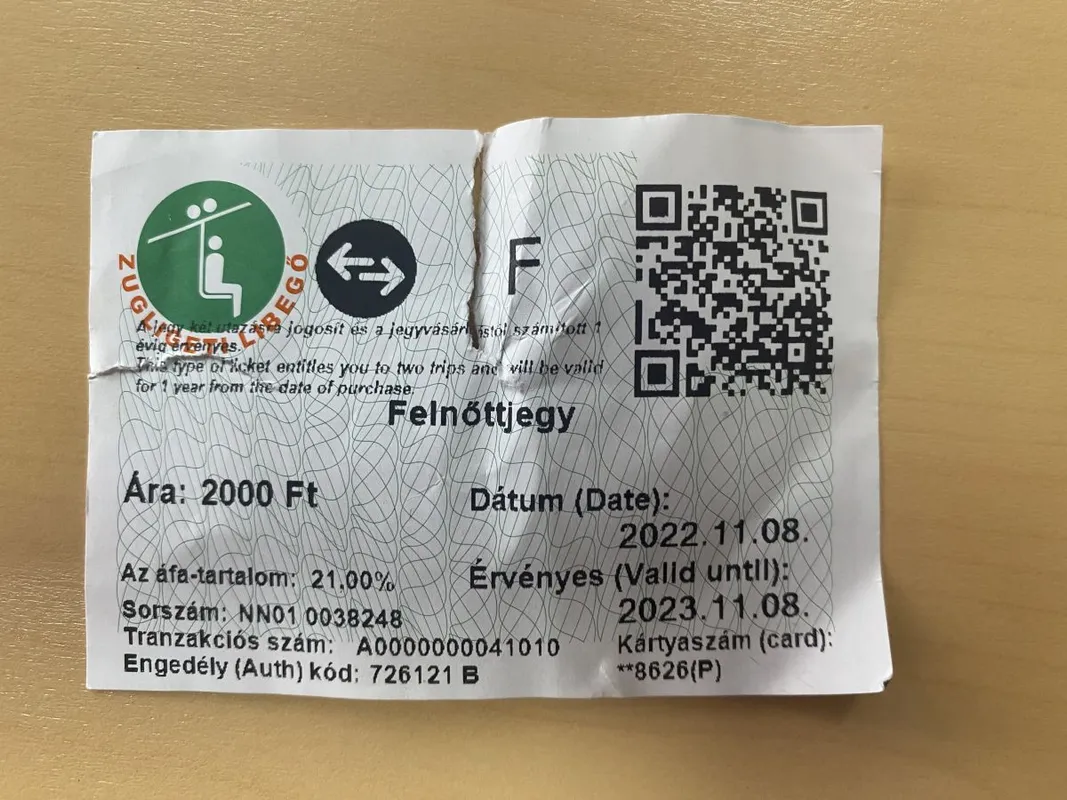 ZUGLIGETI LIBEGŐ
F
A jegy két utazásra jogosít és a jegyvásárlástól számított 1
évig érvényes.
This type of ticket entitles you to two trips and will be valid
for 1 year from the date of purchase.
Felnőttjegy
Ára: 2000 Ft
Dátum (Date):
2022.11.08.
Az áfa-tartalom: 21,00%
Érvényes (Valid until):
2023.11.08.
Sorszám: NN01 0038248
Tranzakciós szám: A0000000041010
Kártyaszám (card):
Engedély (Auth) kód: 726121 B
**8626(P)